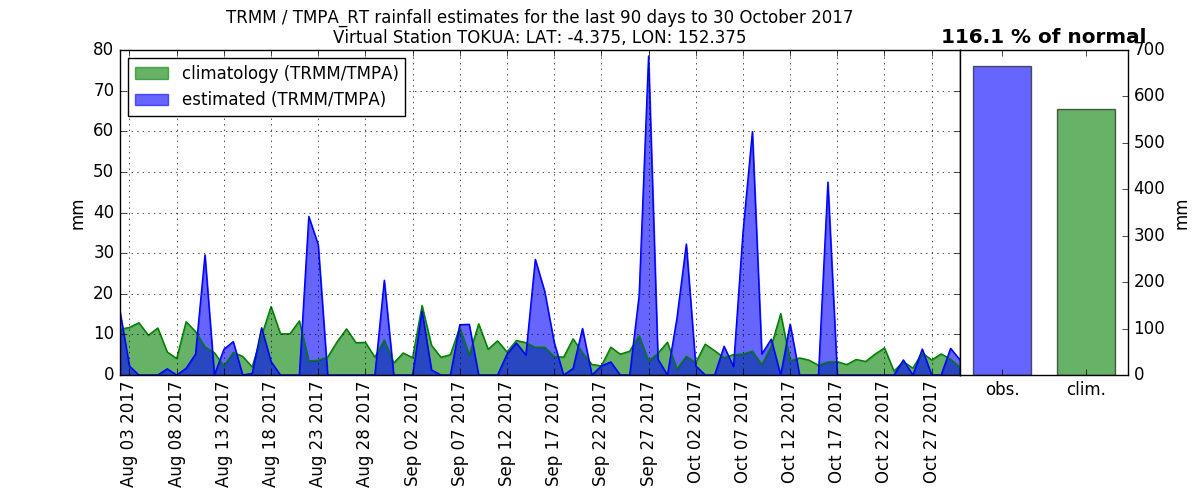 TRMM / TMPA_RT rainfall estimates for the last 90 days to 30 October 2017
Virtual Station TOKUA: LAT: -4.375, LON: 152.375
116.1 % of normal
climatology (TRMM/TMPA)
estimated (TRMM/TMPA)
mm
80
70
60
50
40
30
20
10
0
Aug 03 2017
Aug 08 2017
Aug 13 2017
Aug 18 2017
Aug 23 2017
Aug 28 2017
Sep 02 2017
Sep 07 2017
Sep 12 2017
Sep 17 2017
Sep 22 2017
Sep 27 2017
Oct 02 2017
Oct 07 2017
Oct 12 2017
Oct 17 2017
Oct 22 2017
Oct 27 2017
obs.
clim.
700
600
500
400
300
200
100
0
mm